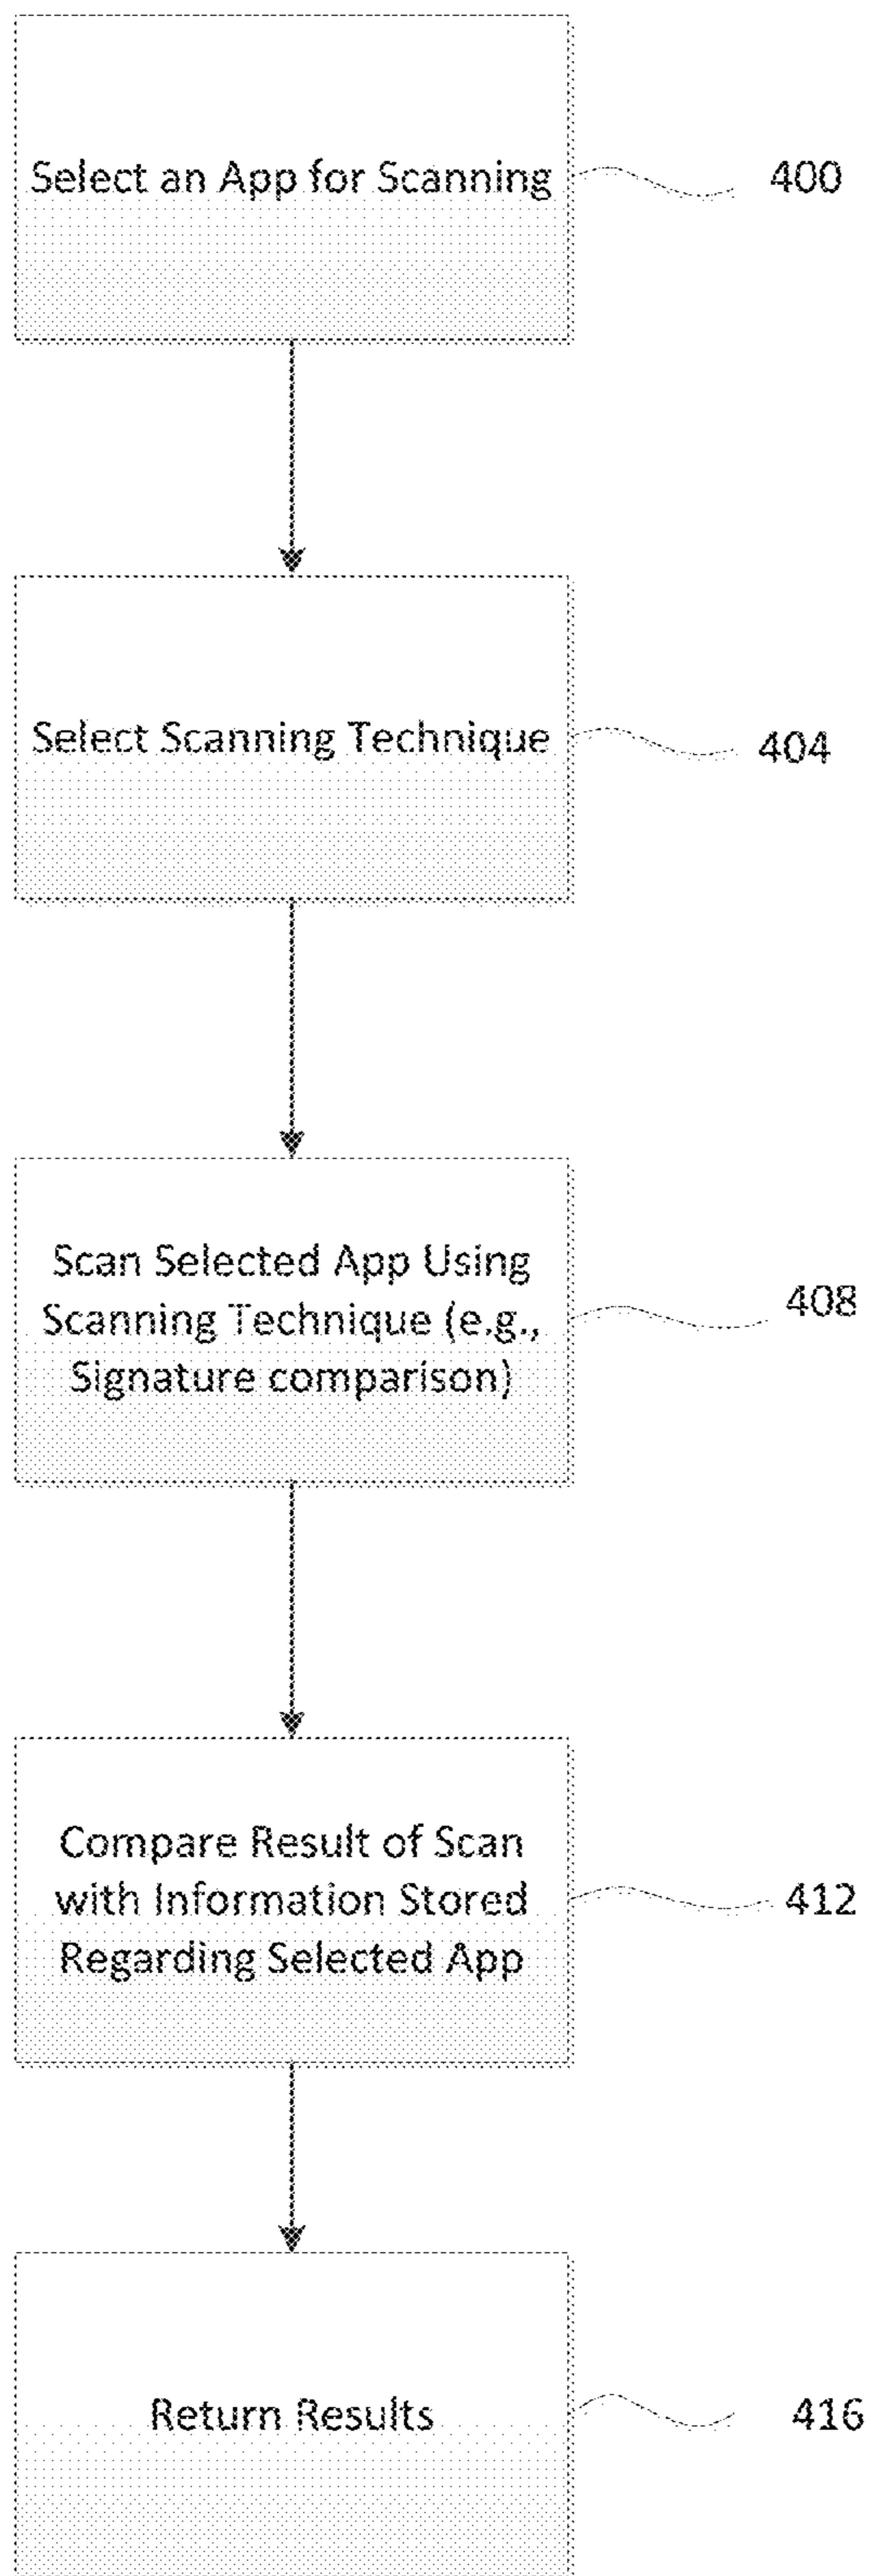 Select an App for Scanning
400
Select Scanning Technique
404
Scan Selected App Using
Scanning Technique (e.g.,
Signature comparison)
408
Compare Result of Scan
with Information Stored
Regarding Selected App
412
Return Results
416